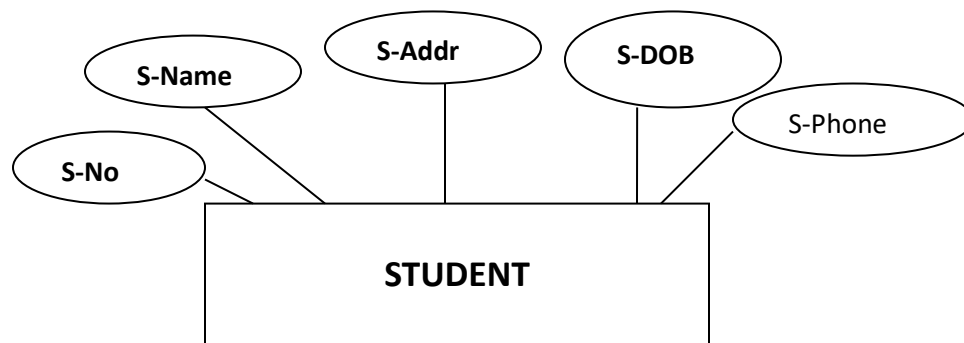 S-Addr
S-DOB
S-Name
S-Phone
S-No
STUDENT